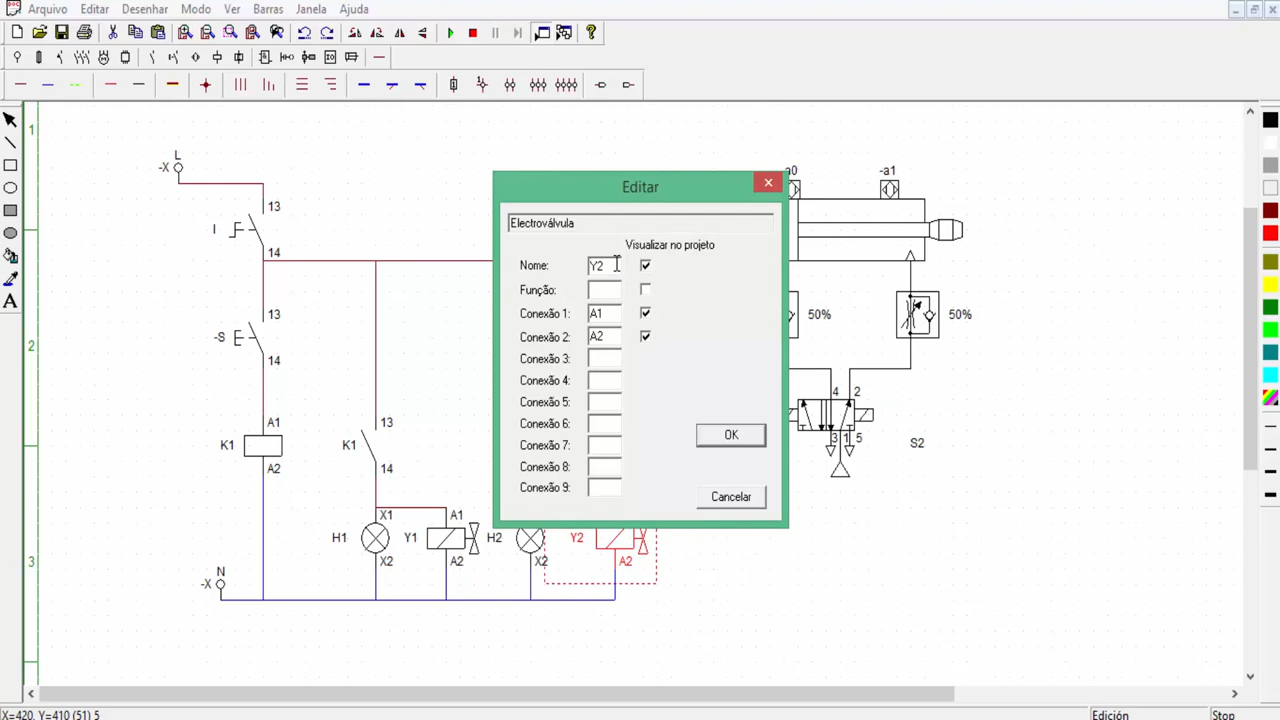 Arquivo Editar Desenhar Modo Ver Barras Janela Ajuda
1
2
3
L
-X
13
I
14
13
-S
14
A1
K1
A2
13
K1
14
X1
H1
X2
A1
Y1
A2
H2
X2
Y2
A2
N
-X
Editar
Electroválvula
Visualizar no projeto
Nome: Y2
Função:
Conexão 1: A1
Conexão 2: A2
Conexão 3:
Conexão 4:
Conexão 5:
Conexão 6:
Conexão 7:
Conexão 8:
Conexão 9:
OK
Cancelar
a0
-a1
50%
50%
4 2
3 1 5
S2
X=420, Y=410 (51) 5 Edición Stop